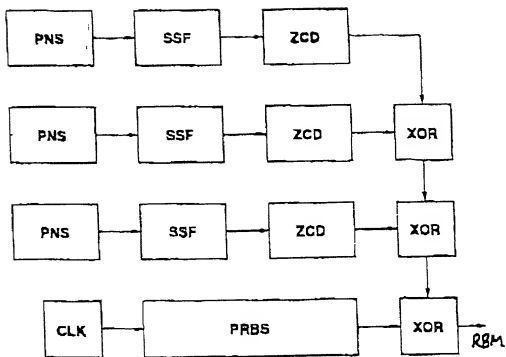 PNS SSF ZCD
PNS SSF ZCD XOR
PNS SSF ZCD XOR
CLK PRBS XOR RBM